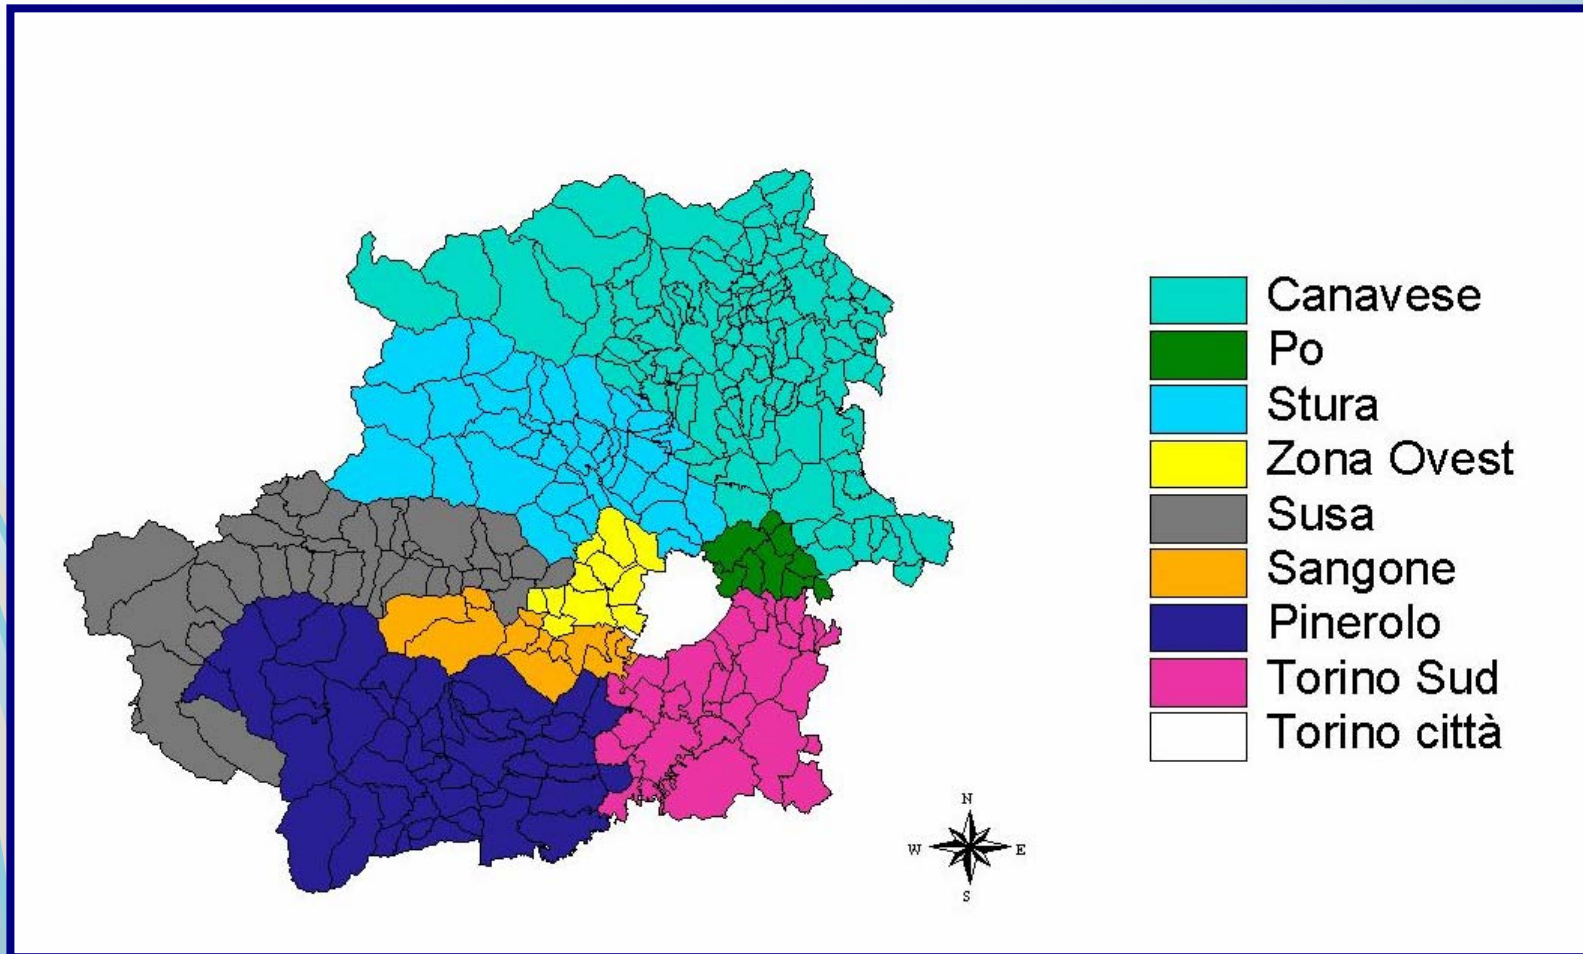 Canavese
Po
Stura
Zona Ovest
Susa
Sangone
Pinerolo
Torino Sud
Torino città
N
W E
S